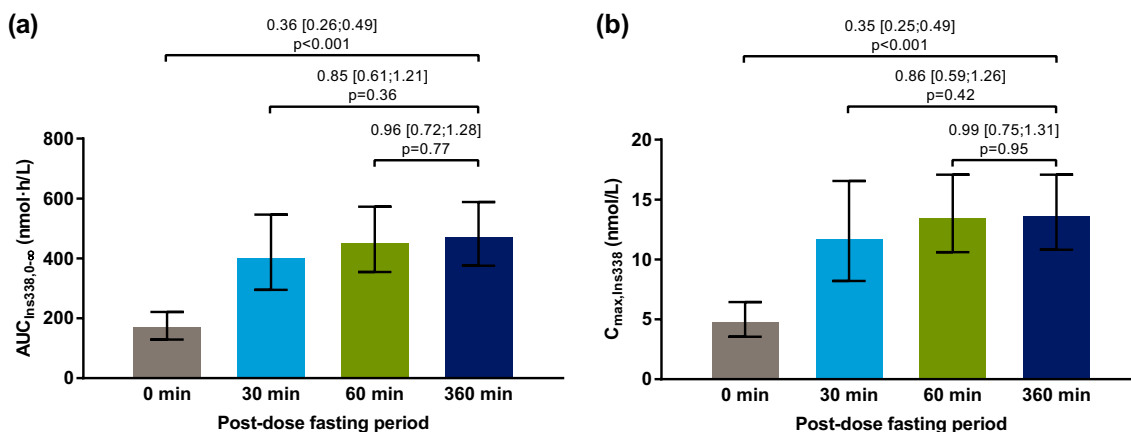 (a)
0.36 [0.26;0.49]
p<0.001
0.85 [0.61;1.21]
p=0.36
0.96 [0.72;1.28]
p=0.77
800
600
400
200
0
AUC Ins338,0-∞ (nmol·h/L)
0 min 30 min 60 min 360 min
Post-dose fasting period
(b)
0.35 [0.25;0.49]
p<0.001
0.86 [0.59;1.26]
p=0.42
0.99 [0.75;1.31]
p=0.95
20
15
10
5
0
C max,Ins338 (nmol/L)
0 min 30 min 60 min 360 min
Post-dose fasting period